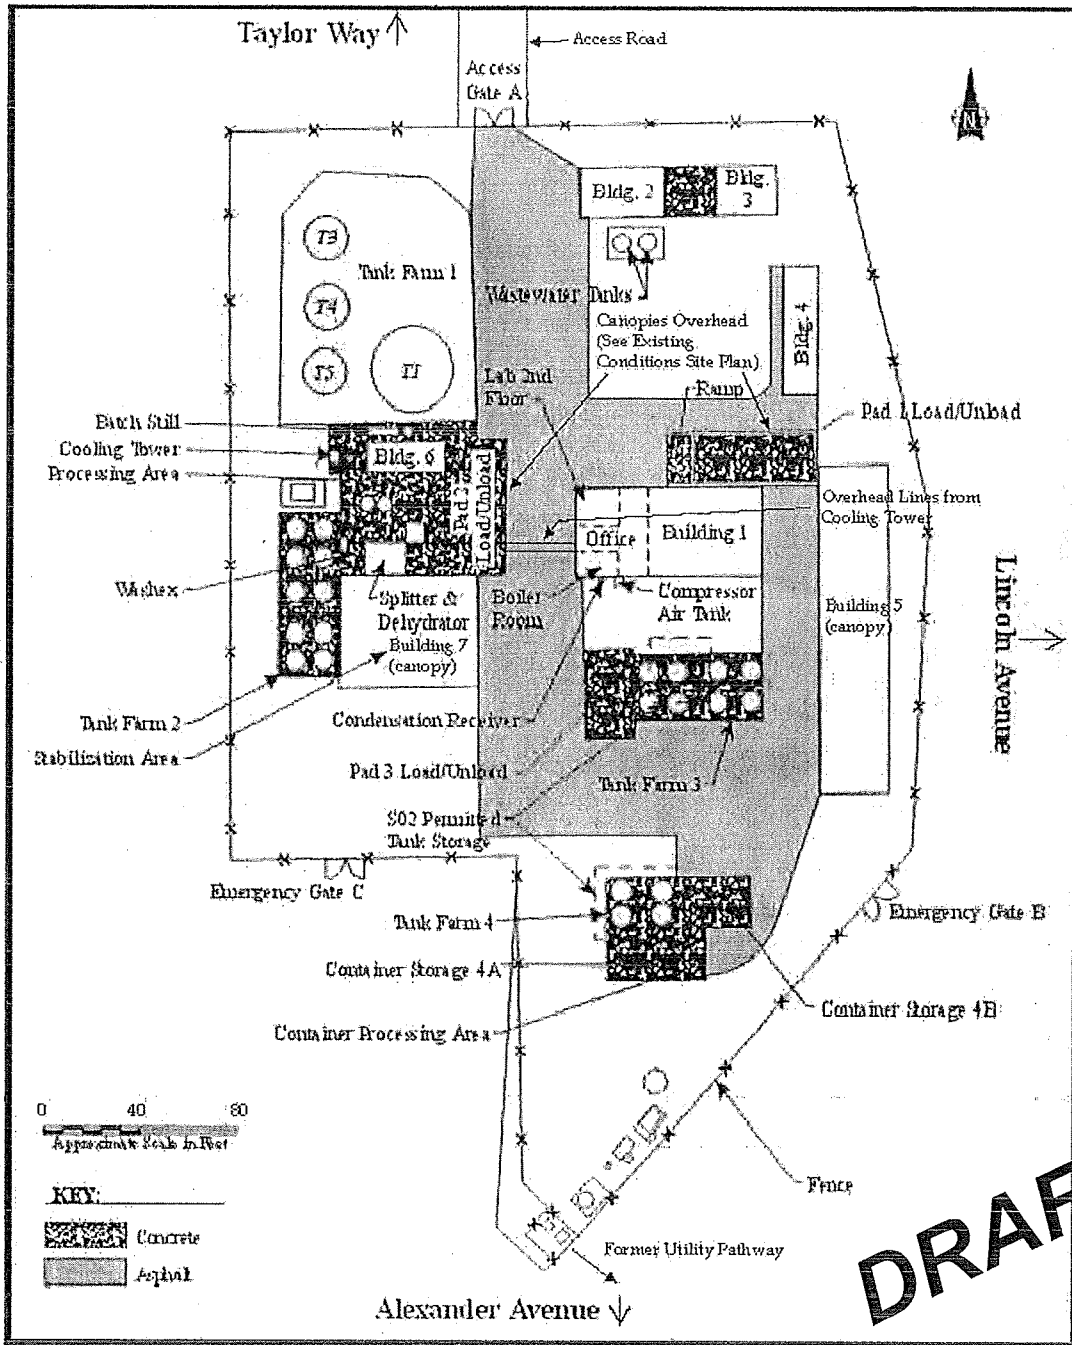 Taylor Way
Access Road
Access
Gate A
N
Bldg. 2
Bldg.
3
T3
Tank Farm 1
T4
T5
T1
Wastewater Tanks
Canopies Overhead
(See Existing
Conditions Site Plan)
Bldg. 4
Lab 2nd
Floor
Ramp
Pad 1 Load/Unload
Batch Still
Cooling Tower
Processing Area
Bldg. 6
Pad 2
Load/Unload
Overhead Lines from
Cooling Tower
Office
Building 1
Washex
Splitter &
Dehydrator
Building 7
(canopy)
Boiler
Room
Compressor
Air Tank
Building 5
(canopy)
Lincoln Avenue
Tank Farm 2
Stabilization Area
Condensation Receiver
Pad 3 Load/Unload
Tank Farm 3
S02 Permitted
Tank Storage
Emergency Gate C
Tank Farm 4
Emergency Gate B
Container Storage 4A
Container Storage 4B
Container Processing Area
0 40 80
Approximate Scale in Feet
KEY:
Concrete
Asphalt
Fence
Former Utility Pathway
Alexander Avenue
DRAF